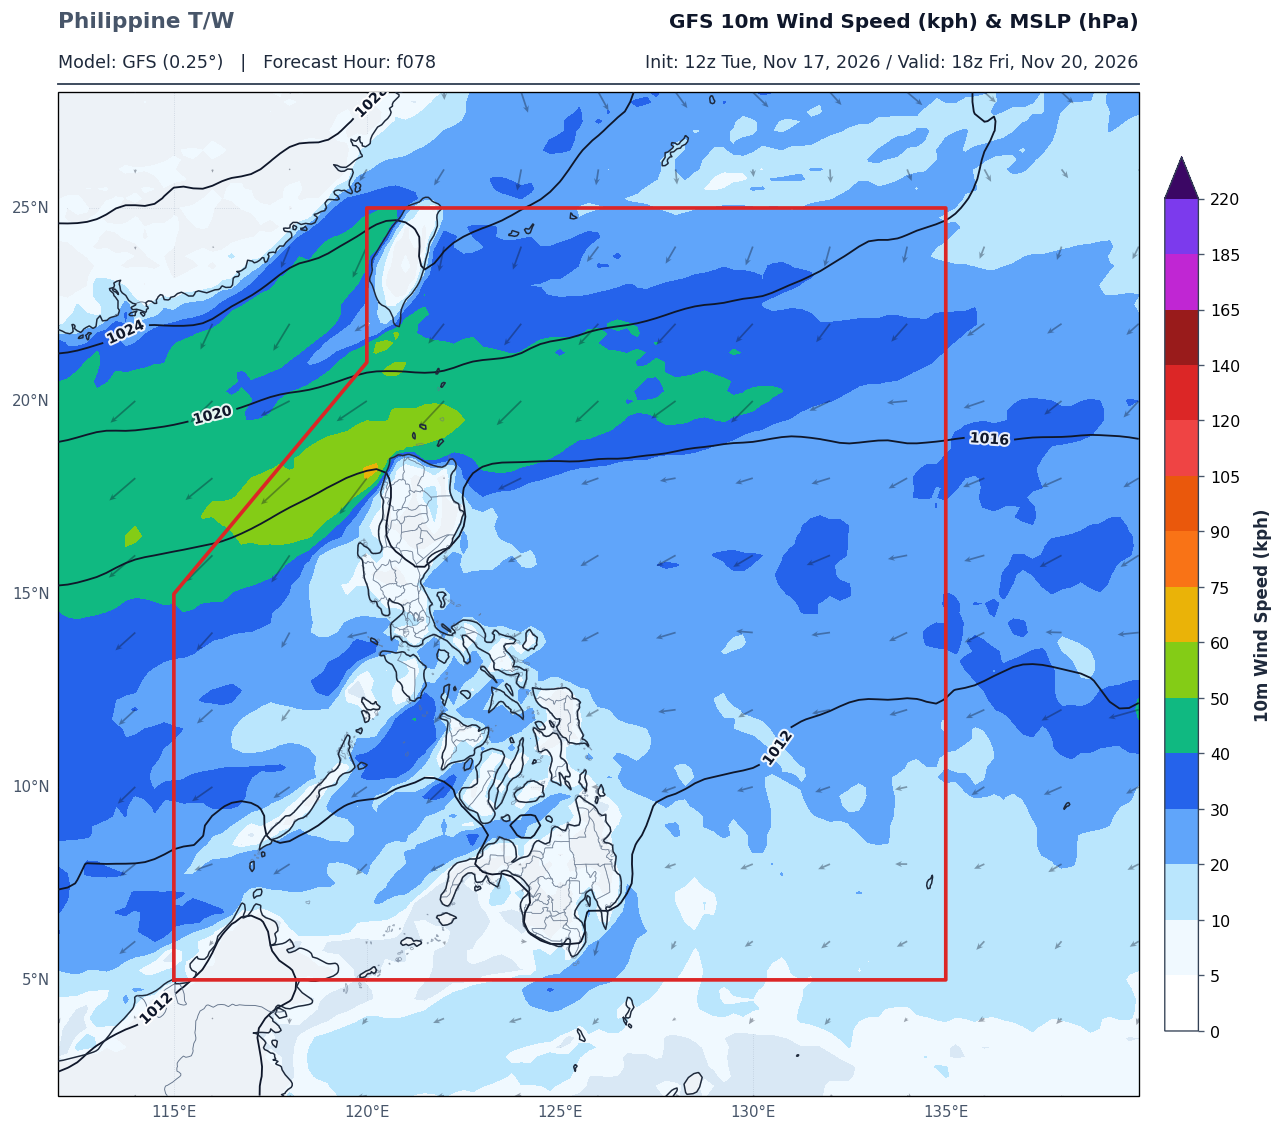 Philippine T/W
GFS 10m Wind Speed (kph) & MSLP (hPa)
Model: GFS (0.25°) | Forecast Hour: f078
Init: 12z Tue, Nov 17, 2026 / Valid: 18z Fri, Nov 20, 2026
1024
1020
1016
1012
1012
25°N
20°N
15°N
10°N
5°N
115°E
120°E
125°E
130°E
135°E
220
185
165
140
120
105
90
75
60
50
40
30
20
10
5
0
10m Wind Speed (kph)